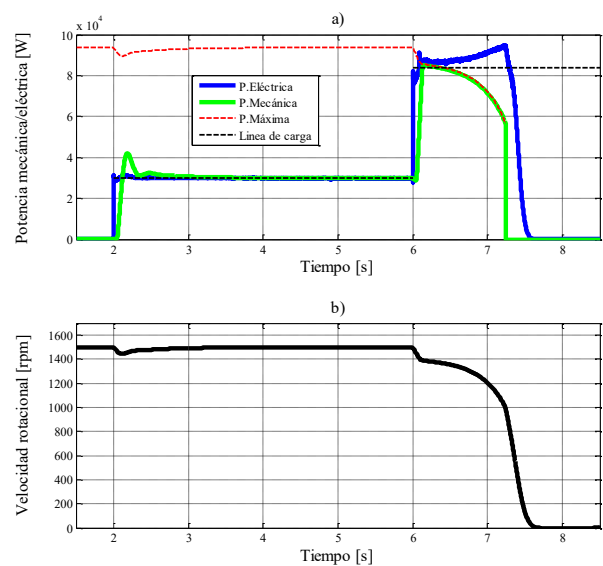 a)
x 10⁴
Potencia mecánica/eléctrica [W]
10
8
6
4
2
0
P.Eléctrica
P.Mecánica
P.Máxima
Linea de carga
2 3 4 5 6 7 8
Tiempo [s]
b)
Velocidad rotacional [rpm]
1600
1400
1200
1000
800
600
400
200
0
2 3 4 5 6 7 8
Tiempo [s]